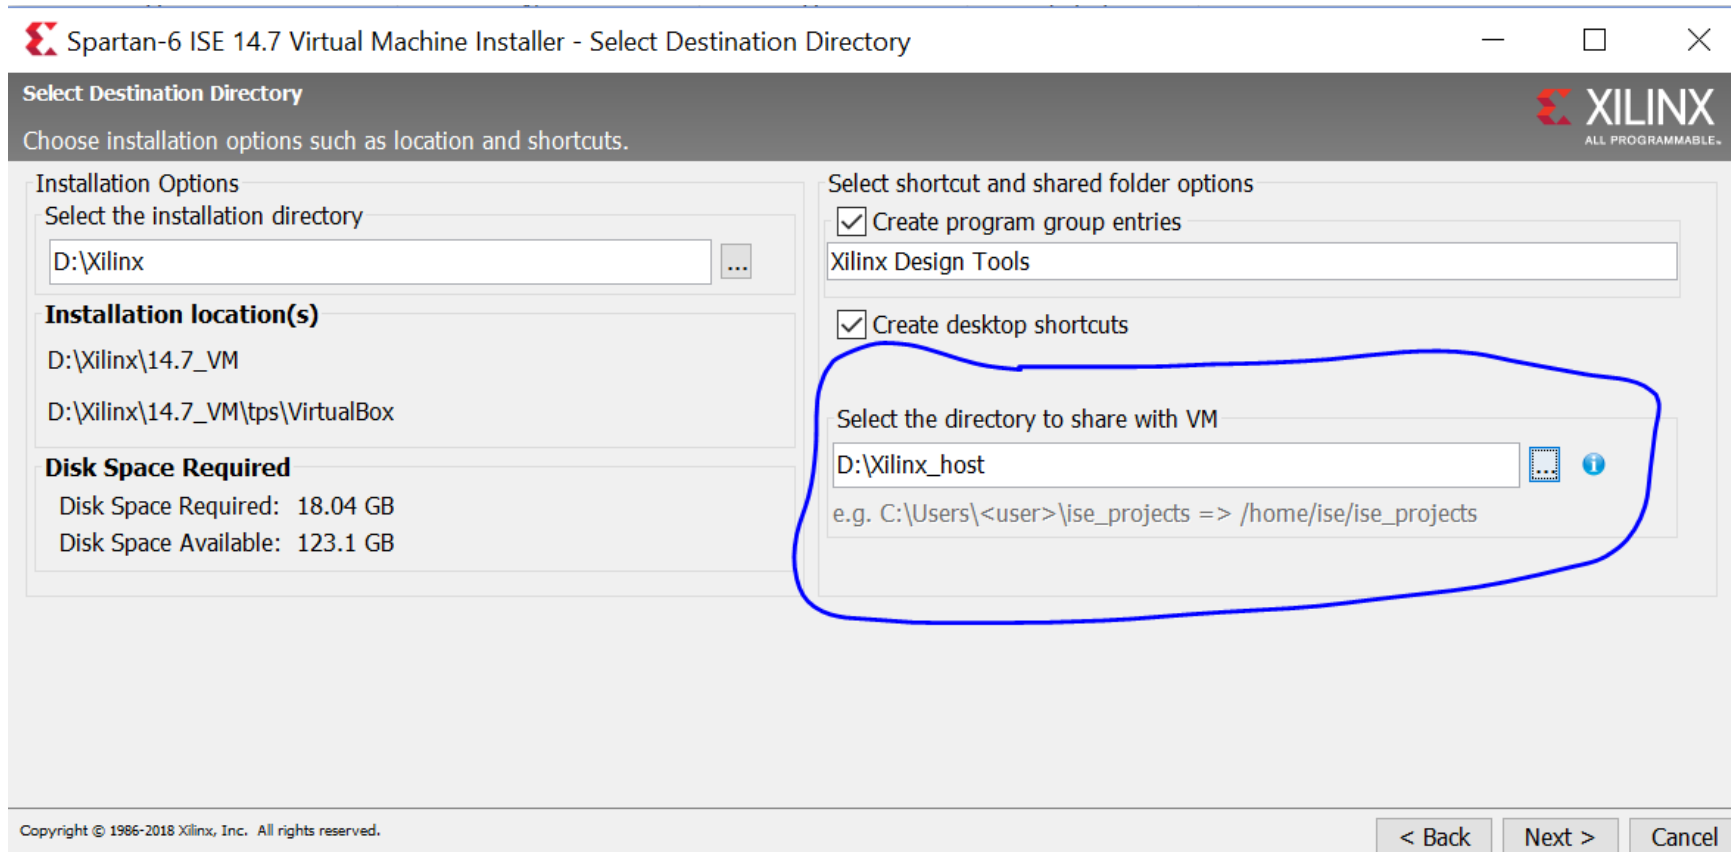 Spartan-6 ISE 14.7 Virtual Machine Installer - Select Destination Directory
Select Destination Directory
Choose installation options such as location and shortcuts.
XILINX
ALL PROGRAMMABLE™
Installation Options
Select the installation directory
D:\Xilinx
...
Installation location(s)
D:\Xilinx\14.7_VM
D:\Xilinx\14.7_VM\tps\VirtualBox
Disk Space Required
Disk Space Required: 18.04 GB
Disk Space Available: 123.1 GB
Select shortcut and shared folder options
Create program group entries
Xilinx Design Tools
Create desktop shortcuts
Select the directory to share with VM
D:\Xilinx_host
...
e.g. C:\Users\<user>\ise_projects => /home/ise/ise_projects
Copyright © 1986-2018 Xilinx, Inc. All rights reserved.
< Back
Next >
Cancel